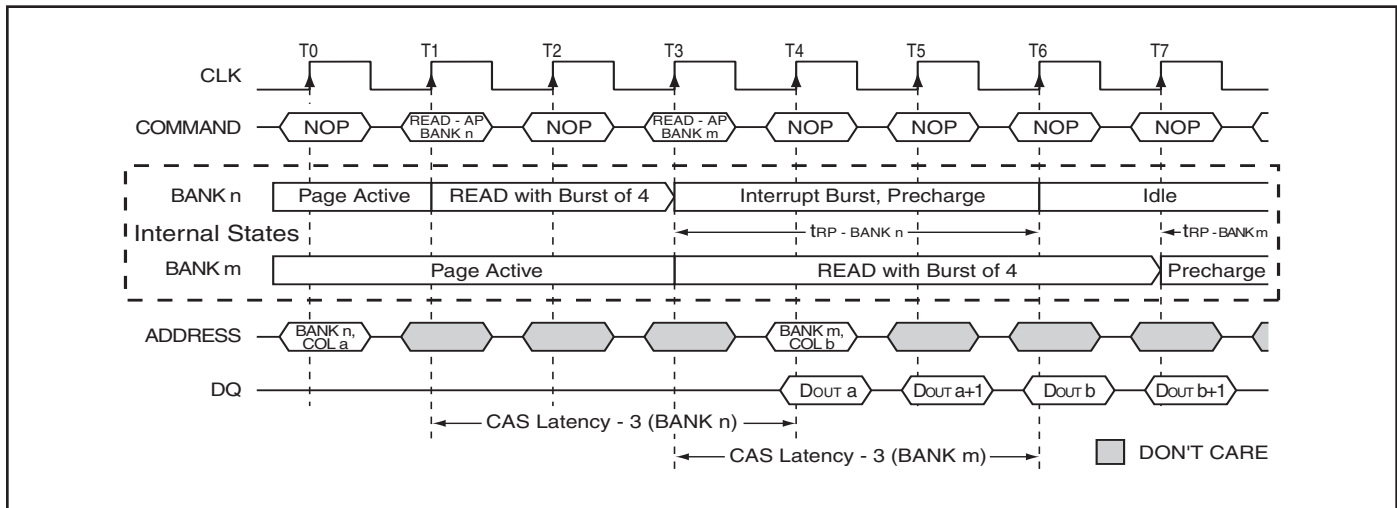 T0 T1 T2 T3 T4 T5 T6 T7
CLK
COMMAND NOP READ - AP BANK n NOP READ - AP BANK m NOP NOP NOP NOP
BANK n Page Active READ with Burst of 4 Interrupt Burst, Precharge Idle
Internal States tRP - BANK n tRP - BANK m
BANK m Page Active READ with Burst of 4 Precharge
ADDRESS BANK n, COL a BANK m, COL b
DQ DOUT a DOUT a+1 DOUT b DOUT b+1
CAS Latency - 3 (BANK n)
CAS Latency - 3 (BANK m)
DON'T CARE